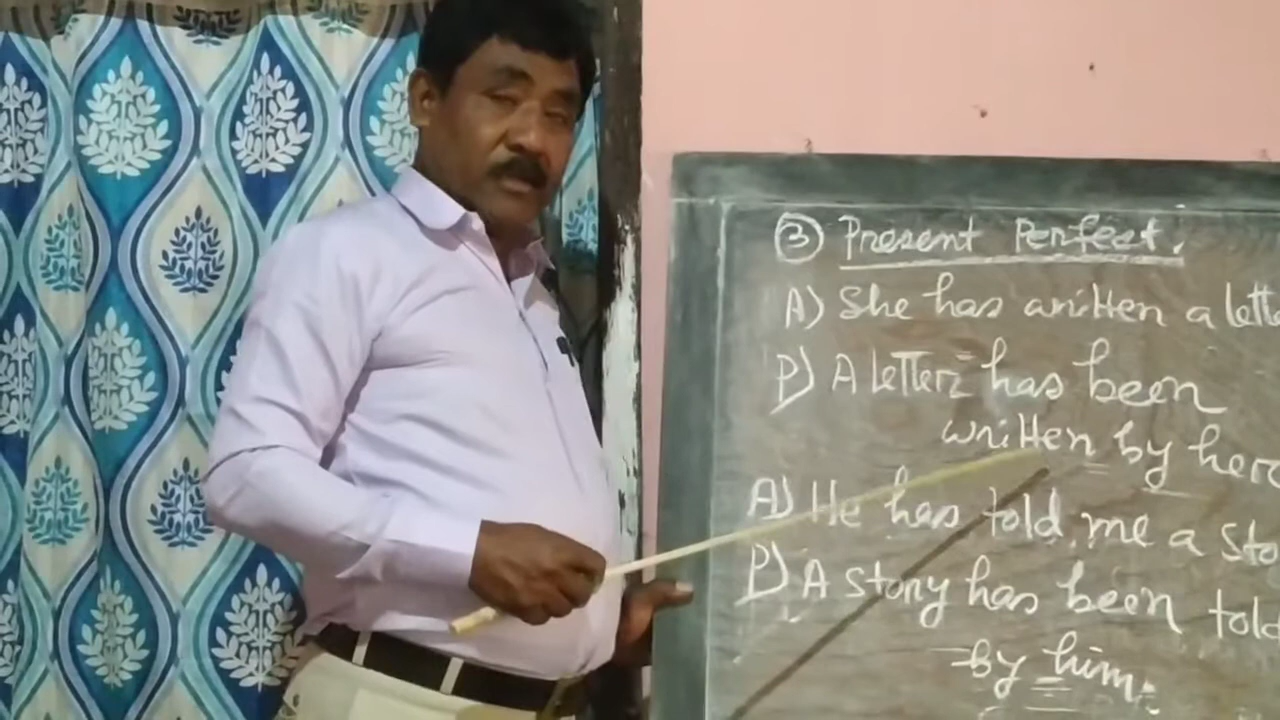 ③ Present Perfect.
A) She has written a lette
P) A letter has been
written by her
A) He has told me a sto
P) A story has been told
by him.